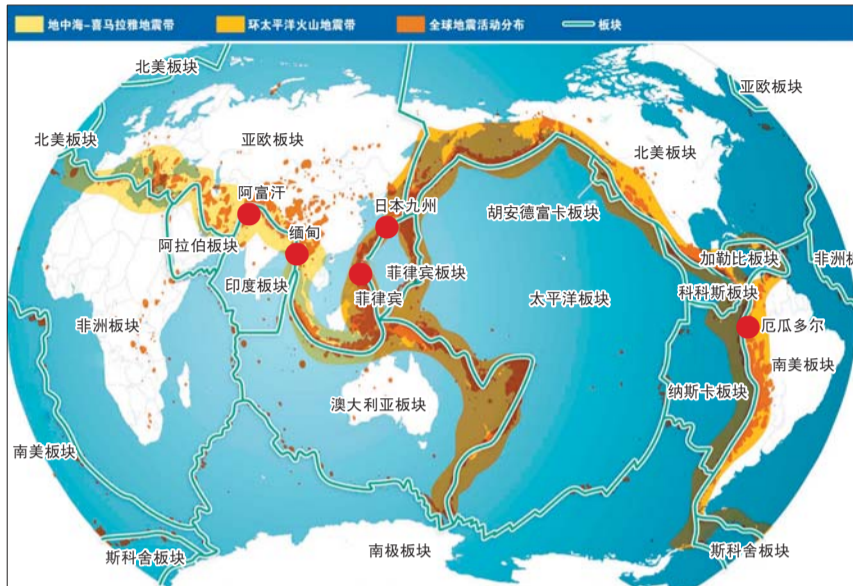 地中海-喜马拉雅地震带
环太平洋火山地震带
全球地震活动分布
板块
北美板块
亚欧板块
北美板块
亚欧板块
北美板块
阿富汗
日本九州
胡安德富卡板块
阿拉伯板块
缅甸
加勒比板块
非洲板
印度板块
菲律宾板块
菲律宾
太平洋板块
科科斯板块
非洲板块
厄瓜多尔
南美板块
纳斯卡板块
澳大利亚板块
南美板块
斯科舍板块
南极板块
斯科舍板块